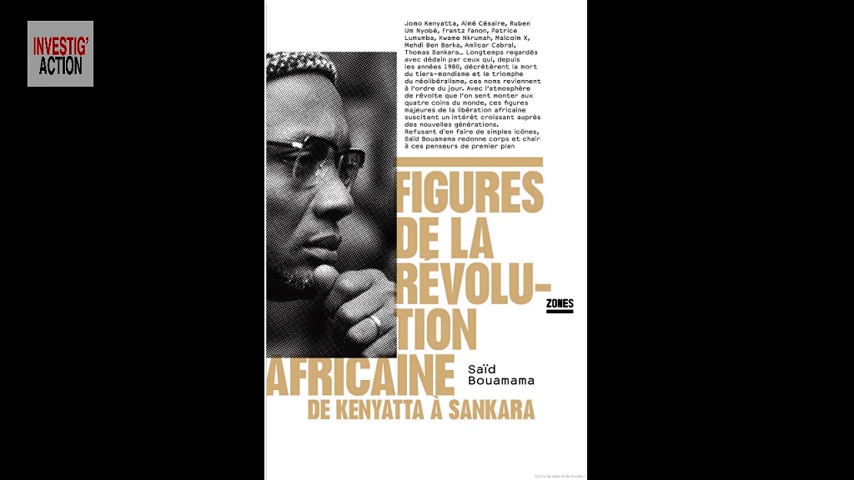 INVESTIG'
ACTION
Jomo Kenyatta, Aimé Césaire, Ruben
Um Nyobè, Frantz Fanon, Patrice
Lumumba, Kwame Nkrumah, Malcolm X,
Mehdi Ben Barka, Amilcar Cabral,
Thomas Sankara… Longtemps regardés
avec dédain par ceux qui, depuis
les années 1980, décrétèrent la mort
du tiers-mondisme et le triomphe
du néolibéralisme, ces noms reviennent
à l'ordre du jour. Avec l'atmosphère
de révolte que l'on sent monter aux
quatre coins du monde, ces figures
majeures de la libération africaine
suscitent un intérêt croissant auprès
des nouvelles générations.
Refusant d'en faire de simples icônes,
Saïd Bouamama redonne corps et chair
à ces penseurs de premier plan
FIGURES
DE LA
RÉVOLU-
TION
AFRICAINE
DE KENYATTA À SANKARA
ZONES
Saïd
Bouamama